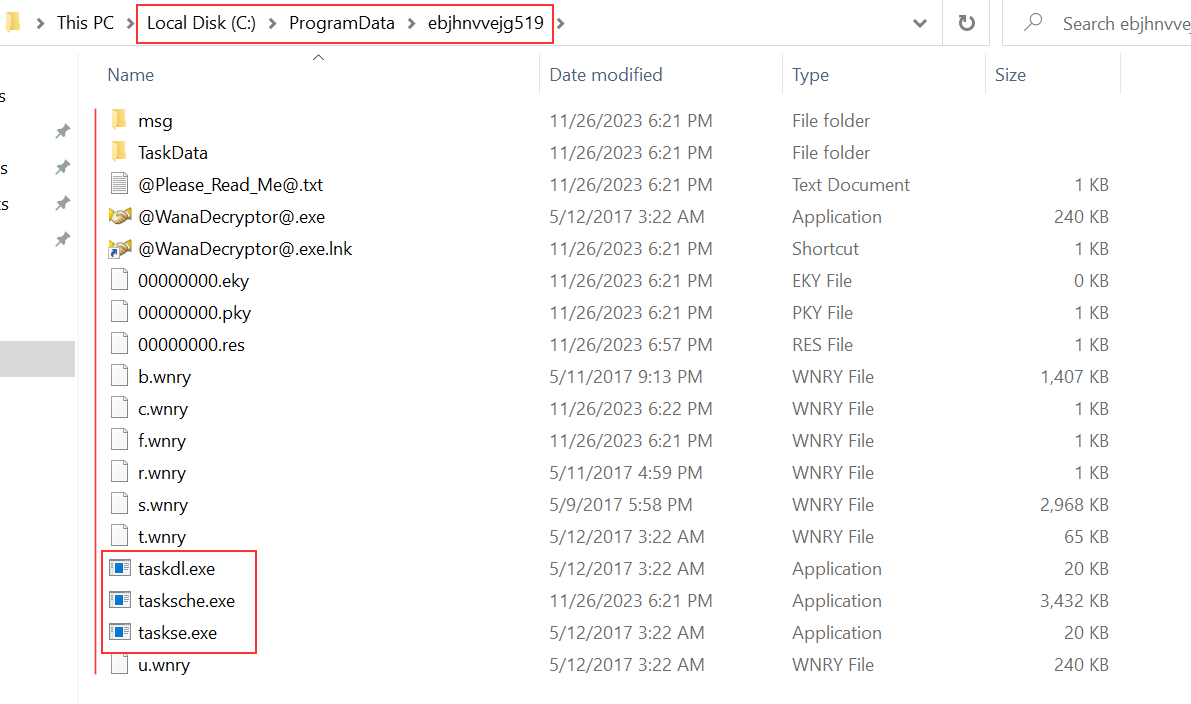 This PC Local Disk (C:) ProgramData ebjhnvvejg519 Search ebjhnvve
Name Date modified Type Size
s
msg 11/26/2023 6:21 PM File folder
TaskData 11/26/2023 6:21 PM File folder
s
@Please_Read_Me@.txt 11/26/2023 6:21 PM Text Document 1 KB
ts
@WanaDecryptor@.exe 5/12/2017 3:22 AM Application 240 KB
@WanaDecryptor@.exe.lnk 11/26/2023 6:21 PM Shortcut 1 KB
00000000.eky 11/26/2023 6:21 PM EKY File 0 KB
00000000.pky 11/26/2023 6:21 PM PKY File 1 KB
00000000.res 11/26/2023 6:57 PM RES File 1 KB
b.wnry 5/11/2017 9:13 PM WNRY File 1,407 KB
c.wnry 11/26/2023 6:22 PM WNRY File 1 KB
f.wnry 11/26/2023 6:21 PM WNRY File 1 KB
r.wnry 5/11/2017 4:59 PM WNRY File 1 KB
s.wnry 5/9/2017 5:58 PM WNRY File 2,968 KB
t.wnry 5/12/2017 3:22 AM WNRY File 65 KB
taskdl.exe 5/12/2017 3:22 AM Application 20 KB
tasksche.exe 11/26/2023 6:21 PM Application 3,432 KB
taskse.exe 5/12/2017 3:22 AM Application 20 KB
u.wnry 5/12/2017 3:22 AM WNRY File 240 KB